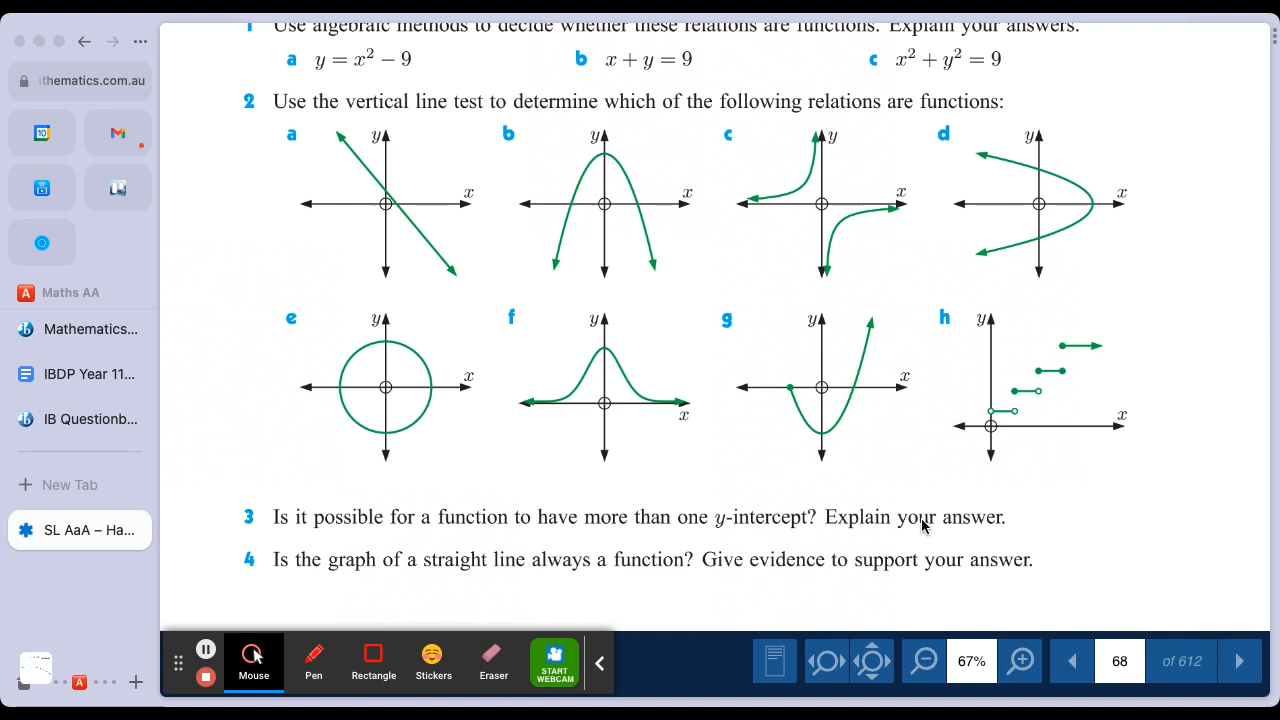 1 Use algebraic methods to decide whether these relations are functions. Explain your answers.
a y = x² − 9 b x + y = 9 c x² + y² = 9
2 Use the vertical line test to determine which of the following relations are functions:
a y x b y x c y x d y x
e y x f y x g y x h y x
3 Is it possible for a function to have more than one y-intercept? Explain your answer.
4 Is the graph of a straight line always a function? Give evidence to support your answer.
thematics.com.au
10
Maths AA
Mathematics...
IBDP Year 11...
IB Questionb...
New Tab
SL AaA – Ha...
Mouse Pen Rectangle Stickers Eraser START WEBCAM
67% 68 of 612